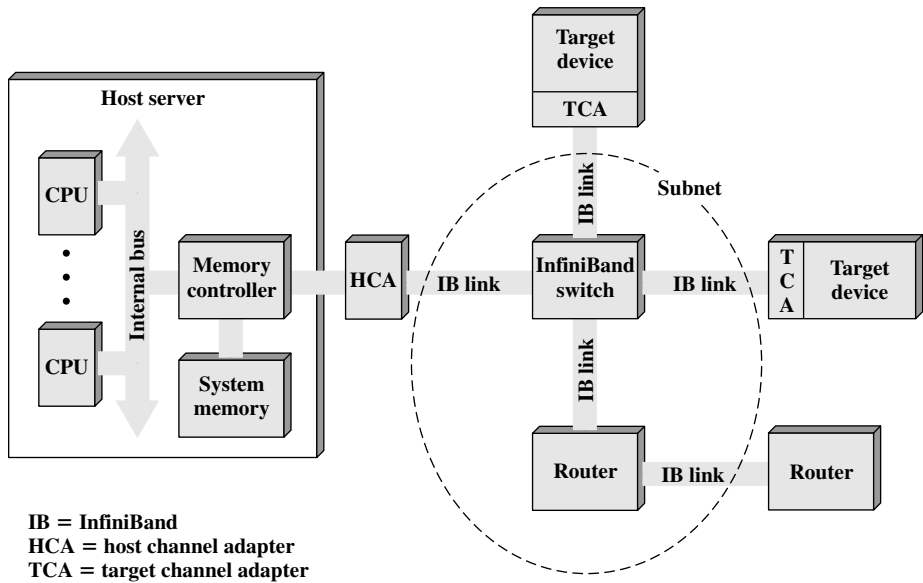 Target
device
TCA
Host server
CPU
Internal bus
CPU
Memory
controller
System
memory
HCA
IB link
IB link
Subnet
InfiniBand
switch
IB link
T
C
A
Target
device
IB link
Router
IB link
Router
IB = InfiniBand
HCA = host channel adapter
TCA = target channel adapter